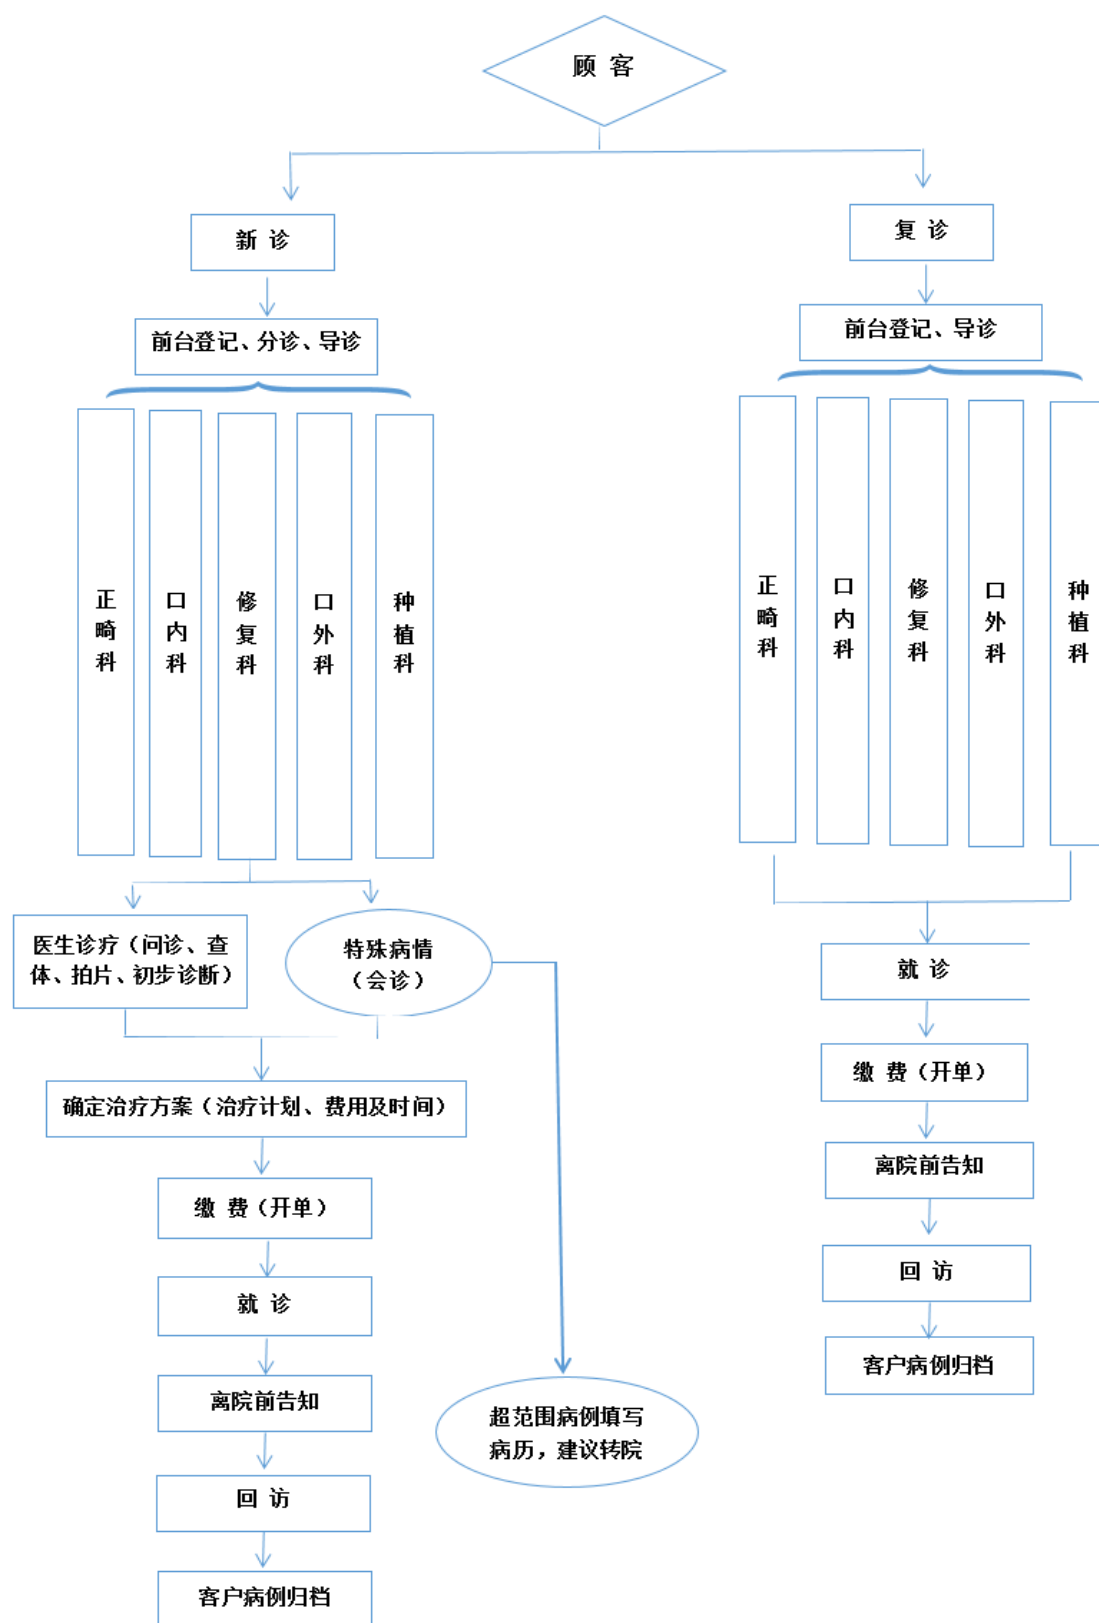 顾 客
新 诊
前台登记、分诊、导诊
正畸科
口内科
修复科
口外科
种植科
医生诊疗（问诊、查
体、拍片、初步诊断）
特殊病情
（会诊）
确定治疗方案（治疗计划、费用及时间）
缴 费（开单）
就 诊
离院前告知
回 访
客户病例归档
超范围病例填写
病历，建议转院
复 诊
前台登记、导诊
正畸科
口内科
修复科
口外科
种植科
就 诊
缴 费（开单）
离院前告知
回 访
客户病例归档